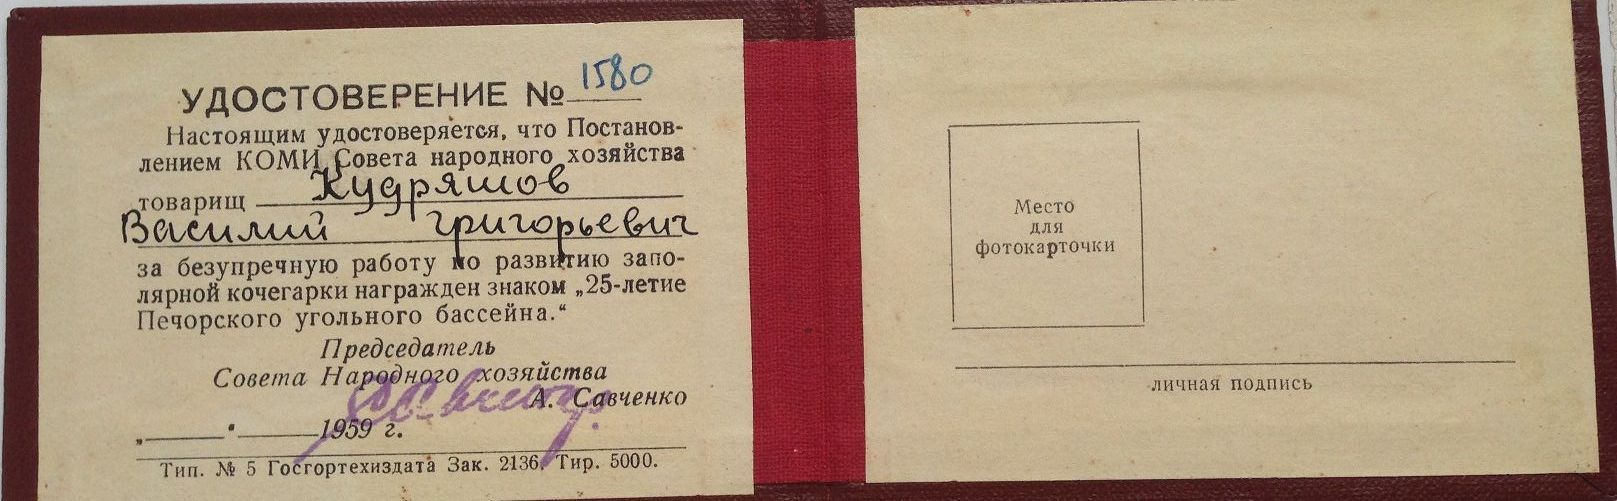 УДОСТОВЕРЕНИЕ № 1580
Настоящим удостоверяется, что Постанов-
лением КОМИ Совета народного хозяйства
товарищ Кудряшов
Василий Григорьевич
за безупречную работу по развитию запо-
лярной кочегарки награжден знаком „25-летие
Печорского угольного бассейна.“
Председатель
Совета Народного хозяйства
А. Савченко
„ “ 1959 г.
Тип. № 5 Госгортехиздата Зак. 2136. Тир. 5000.
Место
для
фотокарточки
личная подпись